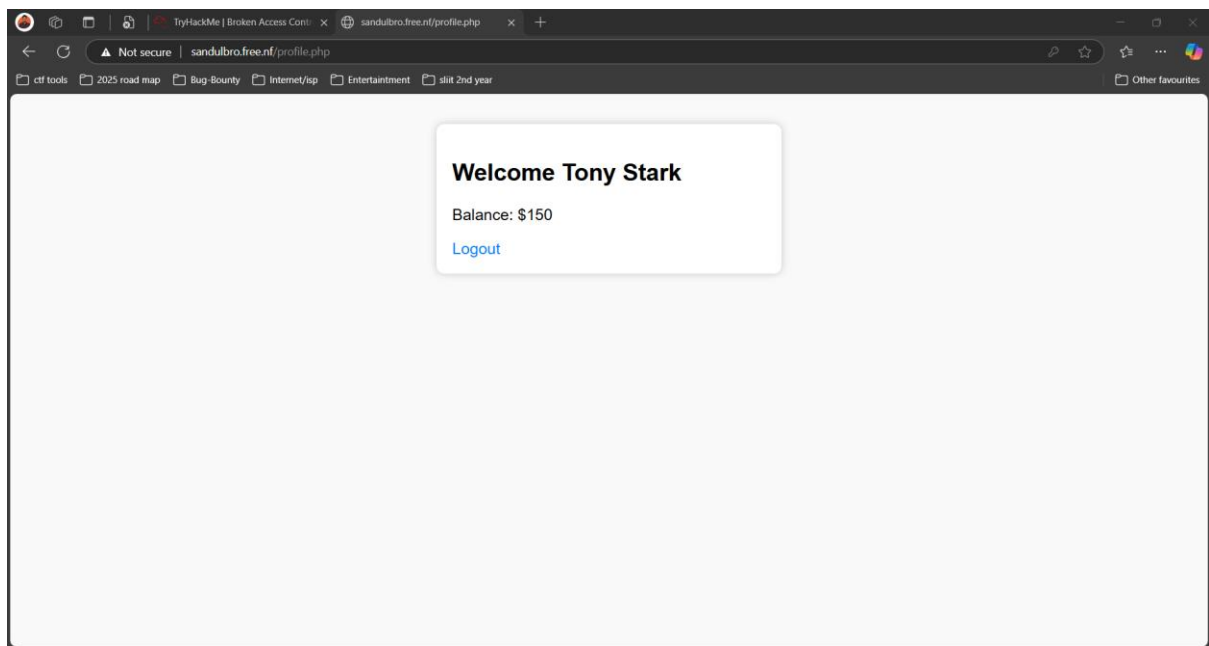 TryHackMe | Broken Access Contr
sandulbro.free.nf/profile.php
Not secure | sandulbro.free.nf/profile.php
ctf tools 2025 road map Bug-Bounty Internet/isp Entertaintment sliit 2nd year Other favourites
Welcome Tony Stark
Balance: $150
Logout